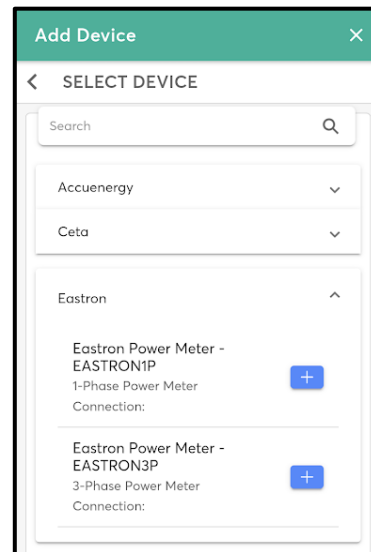 Add Device
SELECT DEVICE
Search
Accuenergy
Ceta
Eastron
Eastron Power Meter -
EASTRON1P
1-Phase Power Meter
Connection:
Eastron Power Meter -
EASTRON3P
3-Phase Power Meter
Connection: